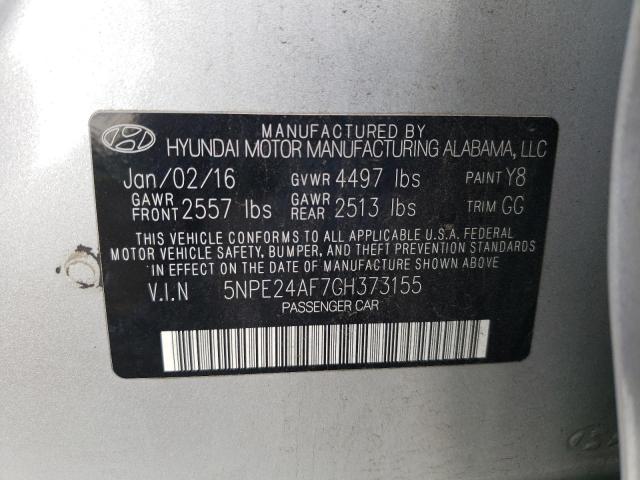 MANUFACTURED BY
HYUNDAI MOTOR MANUFACTURING ALABAMA, LLC
Jan/02/16 GVWR 4497 lbs PAINT Y8
GAWR FRONT 2557 lbs GAWR REAR 2513 lbs TRIM GG
THIS VEHICLE CONFORMS TO ALL APPLICABLE U.S.A. FEDERAL
MOTOR VEHICLE SAFETY, BUMPER, AND THEFT PREVENTION STANDARDS
IN EFFECT ON THE DATE OF MANUFACTURE SHOWN ABOVE.
V.I.N 5NPE24AF7GH373155
PASSENGER CAR